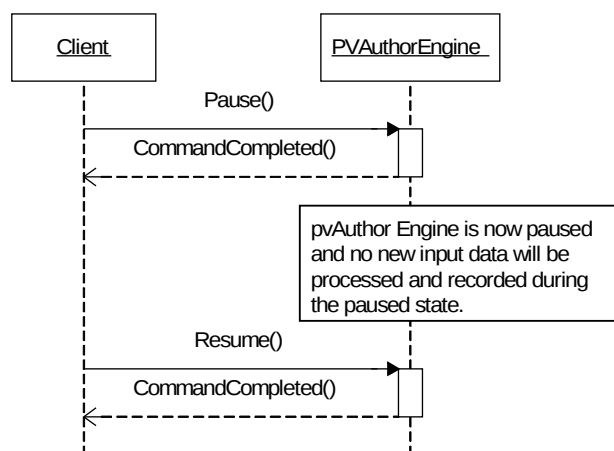 Client
PVAuthorEngine
Pause()
CommandCompleted()
pvAuthor Engine is now paused
and no new input data will be
processed and recorded during
the paused state.
Resume()
CommandCompleted()